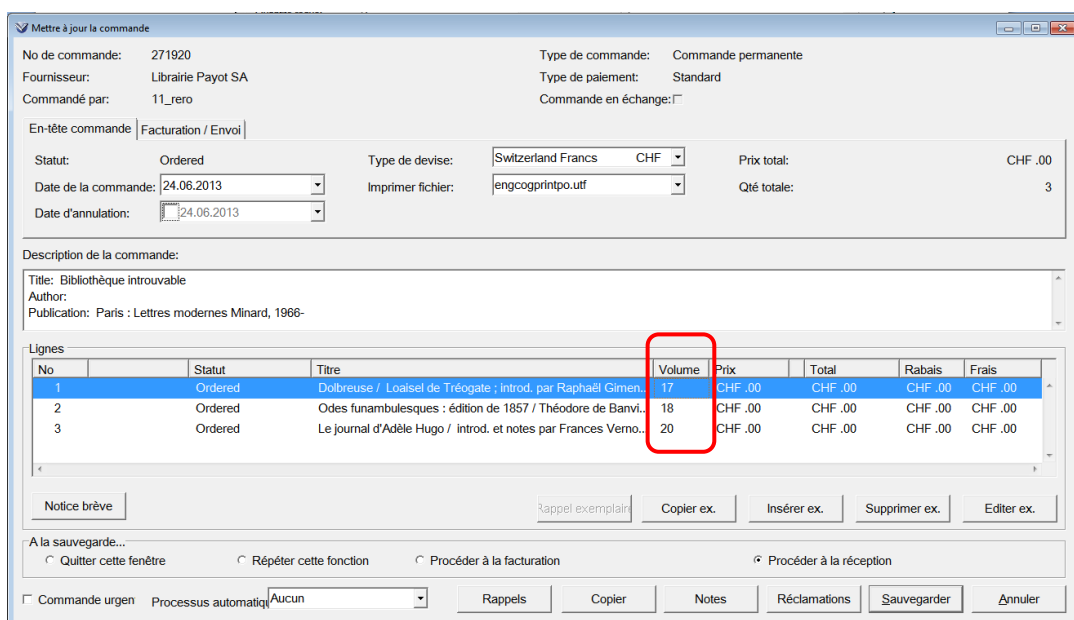 Mettre à jour la commande
No de commande: 271920 Type de commande: Commande permanente
Fournisseur: Librairie Payot SA Type de paiement: Standard
Commandé par: 11_rero Commande en échange:
En-tête commande Facturation / Envoi
Statut: Ordered Type de devise: Switzerland Francs CHF Prix total: CHF .00
Date de la commande: 24.06.2013 Imprimer fichier: engcogprintpo.utf Qté totale: 3
Date d'annulation: 24.06.2013
Description de la commande:
Title: Bibliothèque introuvable
Author:
Publication: Paris : Lettres modernes Minard, 1966-
Lignes
No Statut Titre Volume Prix Total Rabais Frais
1 Ordered Dolbreuse / Loaisel de Tréogate ; introd. par Raphaël Gimen... 17 CHF .00 CHF .00 CHF .00 CHF .00
2 Ordered Odes funambulesques : édition de 1857 / Théodore de Banvi... 18 CHF .00 CHF .00 CHF .00 CHF .00
3 Ordered Le journal d'Adèle Hugo / introd. et notes par Frances Verno... 20 CHF .00 CHF .00 CHF .00 CHF .00
Notice brève Rappel exemplaire Copier ex. Insérer ex. Supprimer ex. Editer ex.
A la sauvegarde...
Quitter cette fenêtre Répéter cette fonction Procéder à la facturation Procéder à la réception
Commande urgen Processus automatiqu Aucun Rappels Copier Notes Réclamations Sauvegarder Annuler